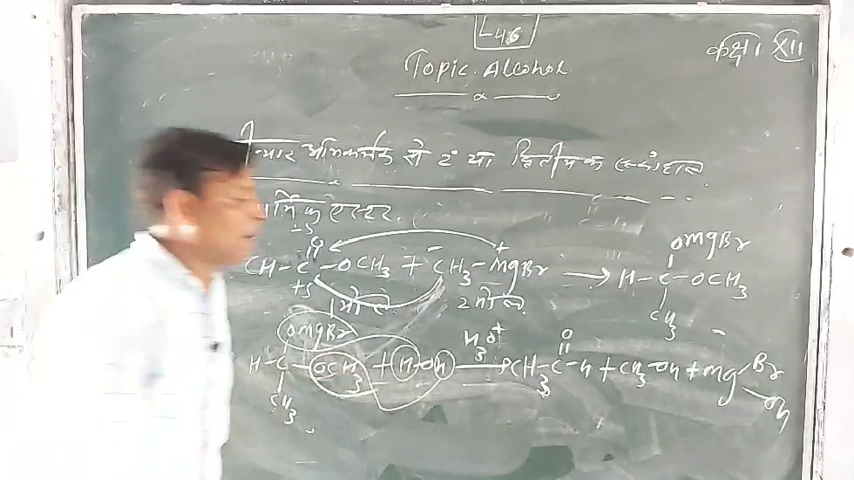 L-46
Topic. Alcohol. कक्षा XII
अभिकर्मक से 2° या द्वितीयक
एस्टर.
-δ
O - +
CH-C-OCH3 + CH3-MgBr → H-C-OCH3
OMgBr
+δ
CH3
1 मोल 2 मोल
OMgBr H3O+ O
H-C-OCH3 + H-OH → CH3-C-H + CH3-OH + Mg Br
OH
CH3